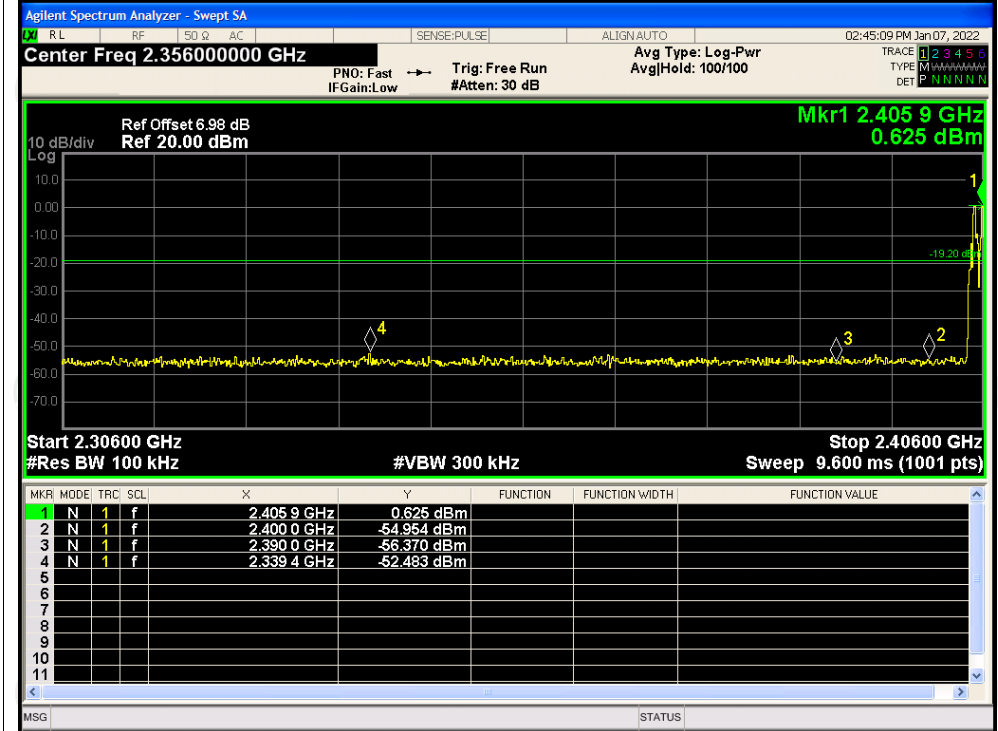 Agilent Spectrum Analyzer - Swept SA
LXI RL RF 50 Ω AC SENSE:PULSE ALIGN AUTO 02:45:09 PM Jan 07, 2022
Center Freq 2.356000000 GHz
PNO: Fast
IFGain:Low
Trig: Free Run
#Atten: 30 dB
Avg Type: Log-Pwr
Avg|Hold: 100/100
TRACE 1 2 3 4 5 6
TYPE M WWWWW
DET P N N N N N
Mkr1 2.405 9 GHz
0.625 dBm
Ref Offset 6.98 dB
10 dB/div Ref 20.00 dBm
Log
10.0
0.00
-10.0
-20.0
-30.0
-40.0
-50.0
-60.0
-70.0
1
-19.20 dBm
4
3
2
Start 2.30600 GHz Stop 2.40600 GHz
#Res BW 100 kHz #VBW 300 kHz Sweep 9.600 ms (1001 pts)
MKR MODE TRC SCL X Y FUNCTION FUNCTION WIDTH FUNCTION VALUE
1 N 1 f 2.405 9 GHz 0.625 dBm
2 N 1 f 2.400 0 GHz -54.954 dBm
3 N 1 f 2.390 0 GHz -56.370 dBm
4 N 1 f 2.339 4 GHz -52.483 dBm
5
6
7
8
9
10
11
MSG STATUS